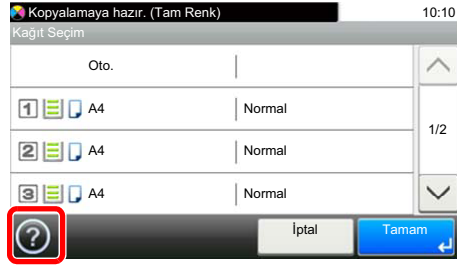 Kopyalamaya hazır. (Tam Renk) 10:10
Kağıt Seçim
Oto.
1 A4 Normal
1/2
2 A4 Normal
3 A4 Normal
? İptal Tamam